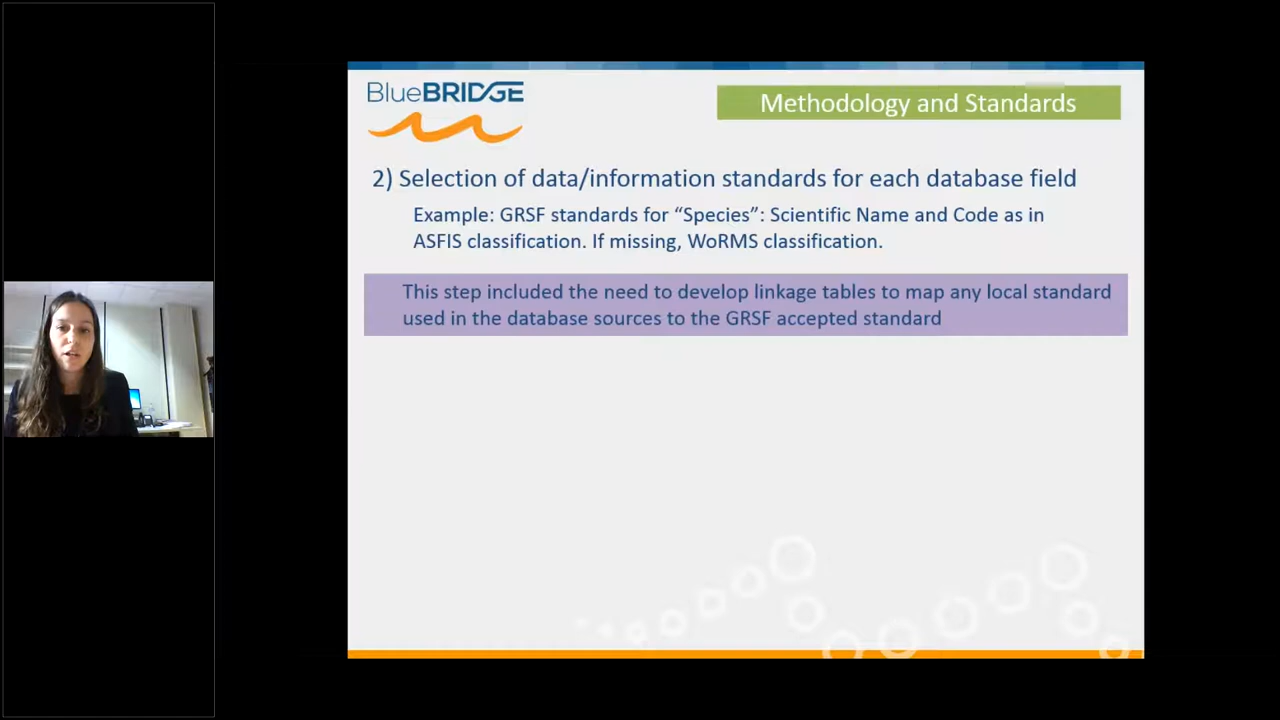 BlueBRIDGE
Methodology and Standards
2) Selection of data/information standards for each database field
Example: GRSF standards for “Species”: Scientific Name and Code as in
ASFIS classification. If missing, WoRMS classification.
This step included the need to develop linkage tables to map any local standard
used in the database sources to the GRSF accepted standard